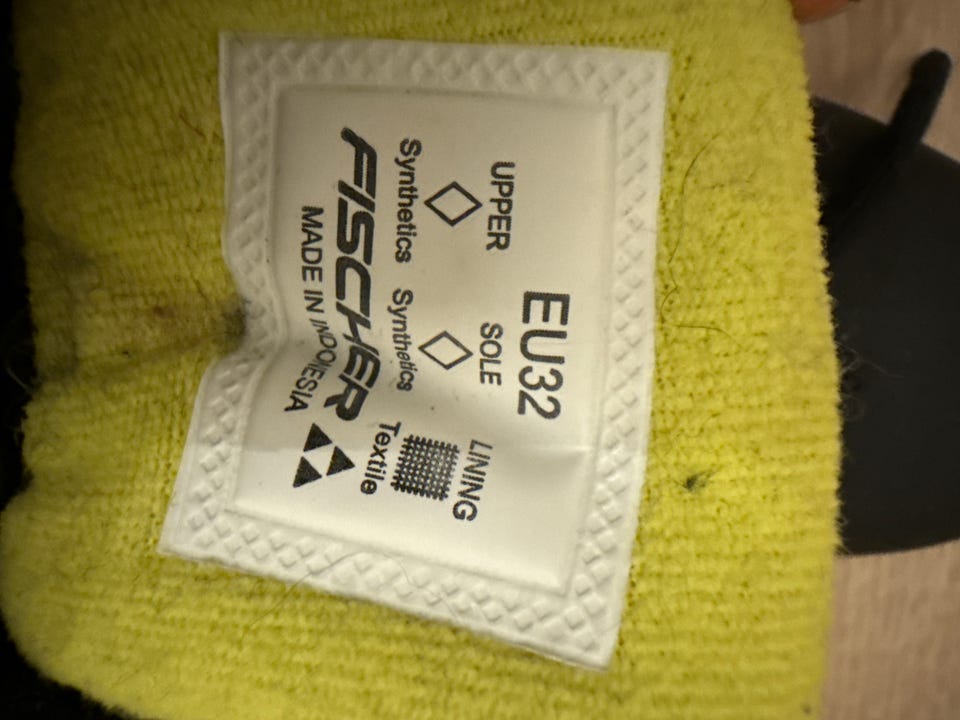 EU32
UPPER SOLE LINING
Synthetics Synthetics Textile
FISCHER
MADE IN INDONESIA